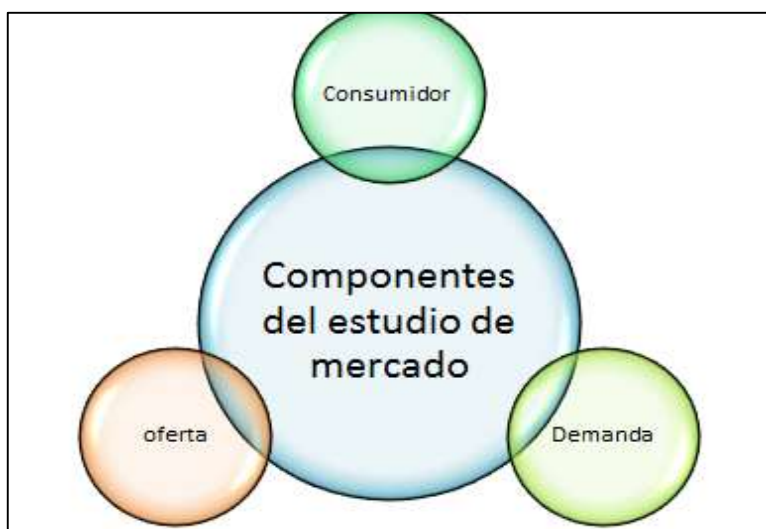 Consumidor
Componentes
del estudio de
mercado
oferta
Demanda